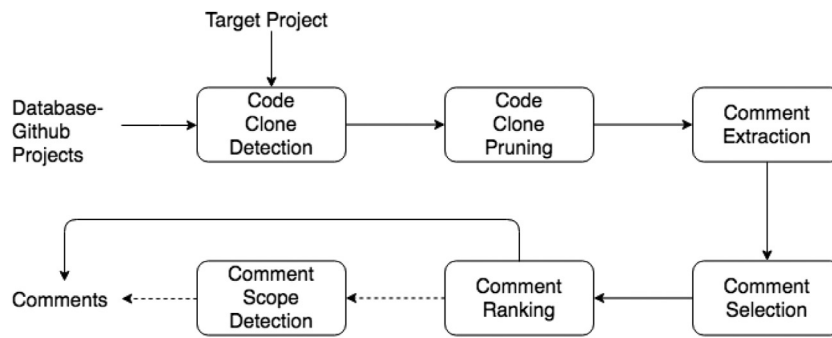 Target Project
Database-
Github
Projects
Code
Clone
Detection
Code
Clone
Pruning
Comment
Extraction
Comments
Comment
Scope
Detection
Comment
Ranking
Comment
Selection